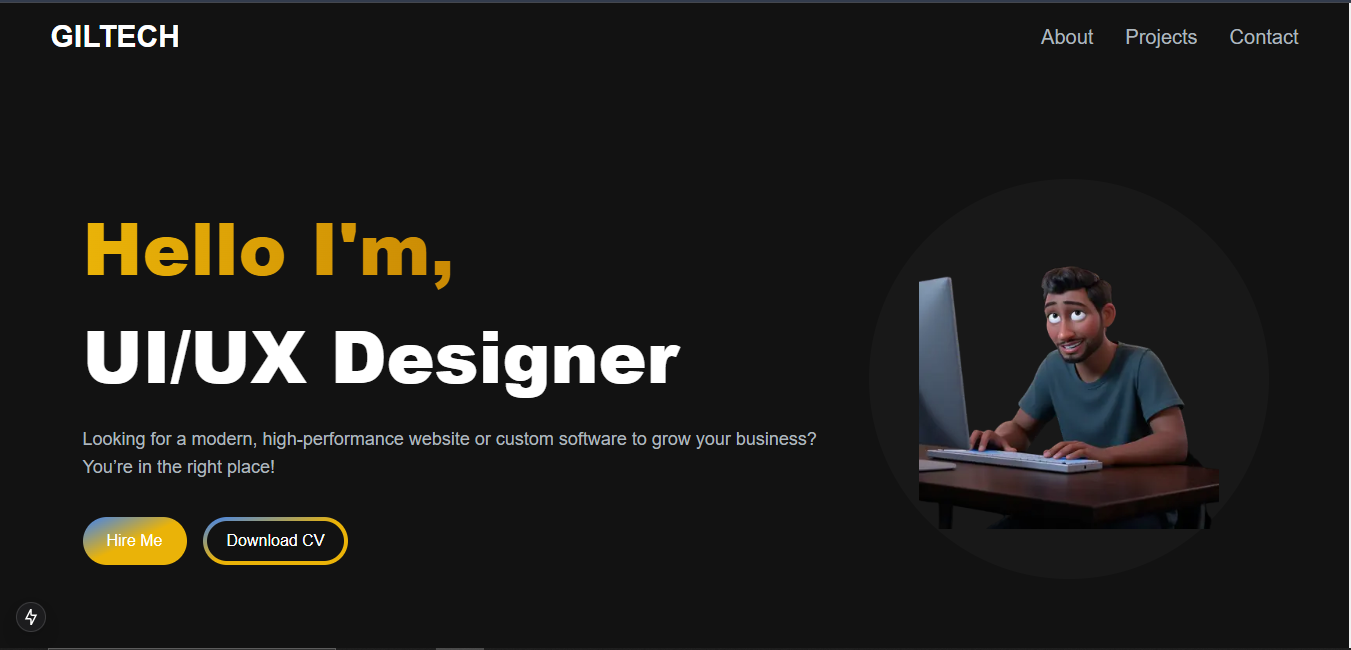 GILTECH
About Projects Contact
Hello I'm,
UI/UX Designer
Looking for a modern, high-performance website or custom software to grow your business?
You’re in the right place!
Hire Me Download CV